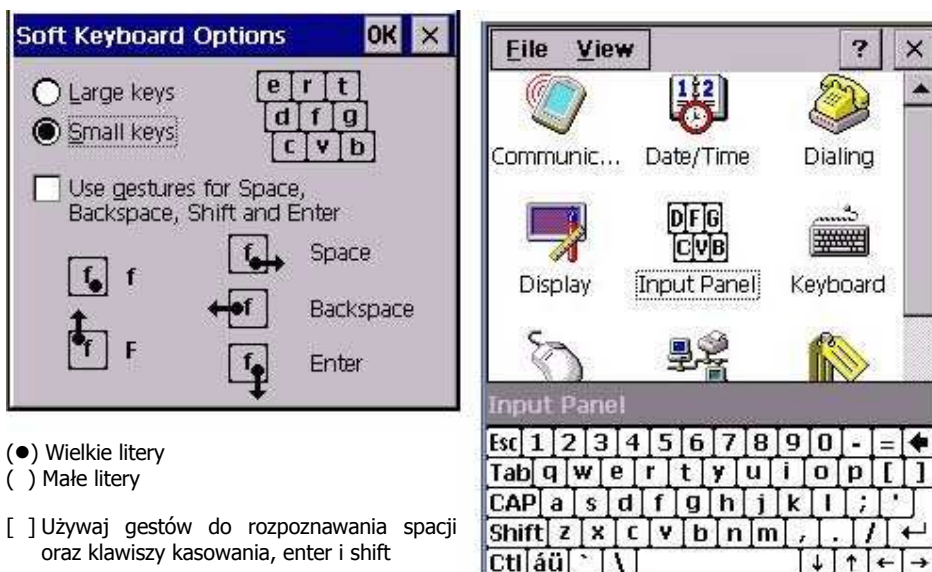 Soft Keyboard Options OK ×
Large keys
Small keys
e r t
d f g
c v b
Use gestures for Space,
Backspace, Shift and Enter
f f
f F
f Space
f Backspace
f Enter
(●) Wielkie litery
( ) Małe litery
[ ] Używaj gestów do rozpoznawania spacji
oraz klawiszy kasowania, enter i shift
File View ? ×
Communic... Date/Time Dialing
Display Input Panel Keyboard
12
DFG
CVB
Input Panel
Esc 1 2 3 4 5 6 7 8 9 0 - = ←
Tab q w e r t y u i o p [ ]
CAP a s d f g h j k l ; '
Shift z x c v b n m , . / ↵
Ctl áü ` \ ↓ ↑ ← →